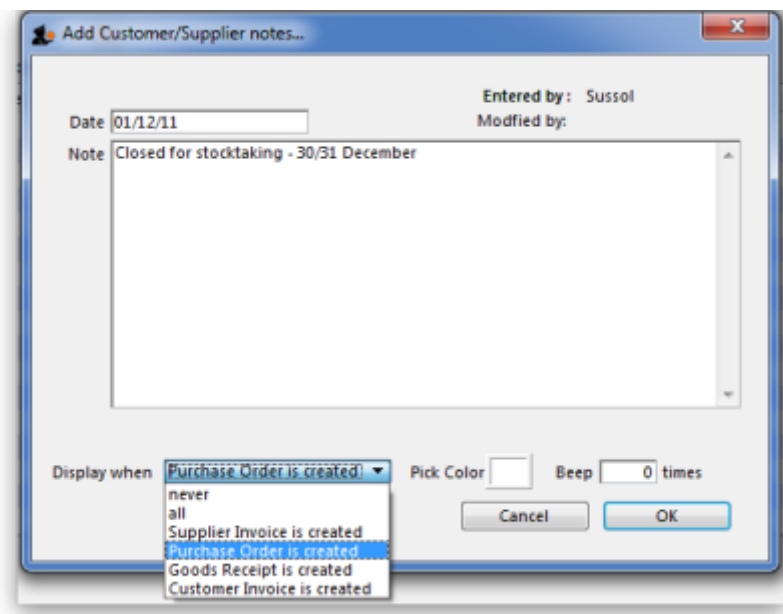 Add Customer/Supplier notes...
Entered by: Sussol
Date 01/12/11
Modfied by:
Note Closed for stocktaking - 30/31 December
Display when Purchase Order is created Pick Color Beep 0 times
never
all
Supplier Invoice is created
Purchase Order is created
Goods Receipt is created
Customer Invoice is created
Cancel OK